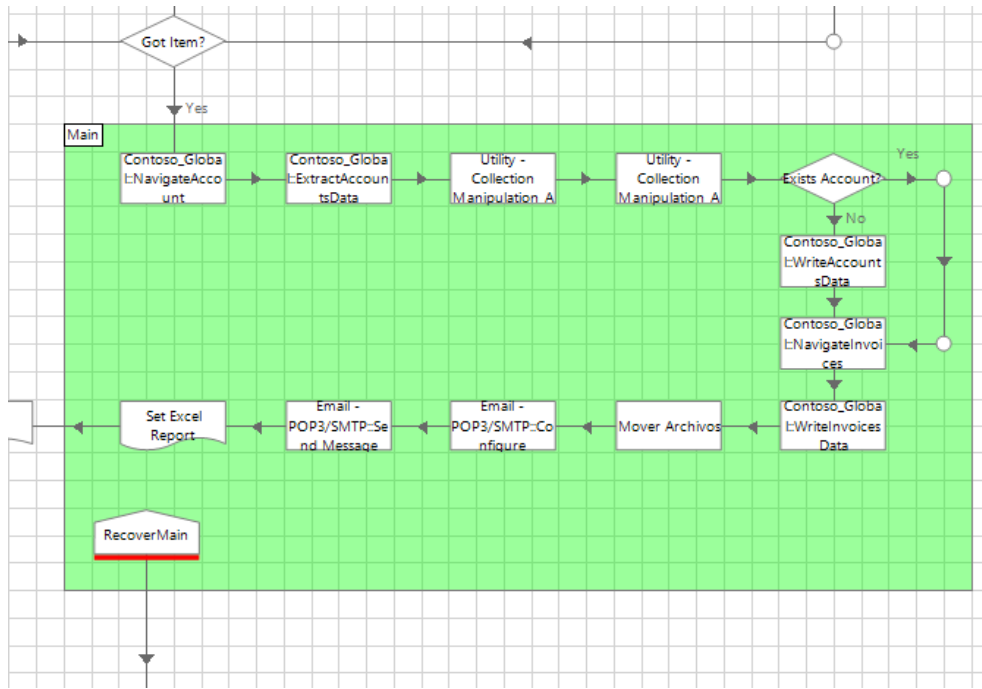 Got Item?
Yes
Main
Contoso_Globa
l::NavigateAcco
unt
Contoso_Globa
l::ExtractAccoun
tsData
Utility -
Collection
Manipulation_A
Utility -
Collection
Manipulation_A
Exists Account?
Yes
No
Contoso_Globa
l::WriteAccount
sData
Contoso_Globa
l::NavigateInvoi
ces
Set Excel
Report
Email -
POP3/SMTP::Se
nd Message
Email -
POP3/SMTP::Co
nfigure
Mover Archivos
Contoso_Globa
l::WriteInvoices
Data
RecoverMain